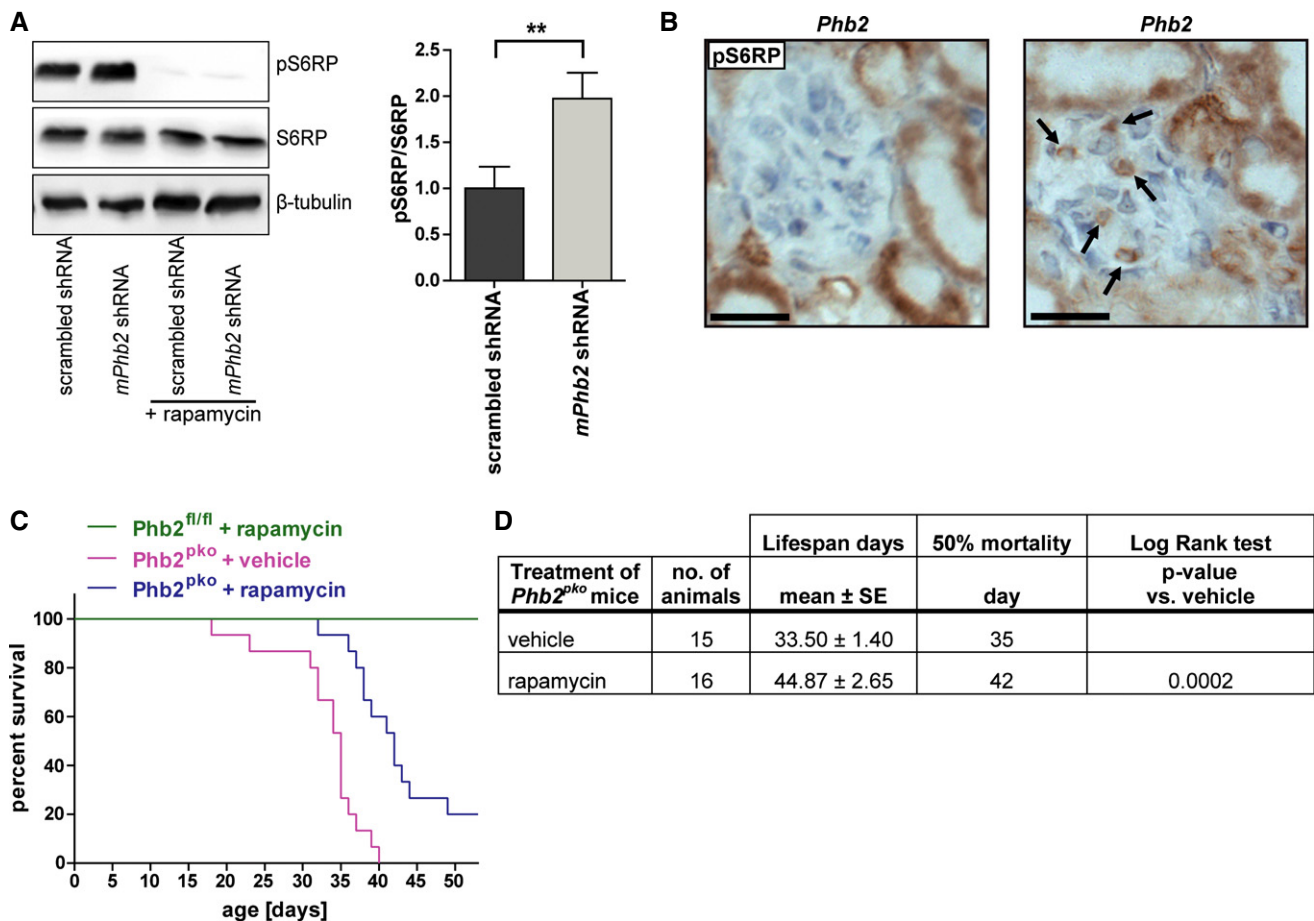 A
pS6RP
S6RP
β-tubulin
scrambled shRNA
mPhb2 shRNA
scrambled shRNA
mPhb2 shRNA
+ rapamycin
**
pS6RP/S6RP
2.5
2.0
1.5
1.0
0.5
0.0
scrambled shRNA
mPhb2 shRNA
B
Phb2
Phb2
pS6RP
C
Phb2fl/fl + rapamycin
Phb2pko + vehicle
Phb2pko + rapamycin
percent survival
100
80
60
40
20
0
0 5 10 15 20 25 30 35 40 45 50
age [days]
D
Lifespan days 50% mortality Log Rank test
Treatment of Phb2pko mice no. of animals mean ± SE day p-value vs. vehicle
vehicle 15 33.50 ± 1.40 35
rapamycin 16 44.87 ± 2.65 42 0.0002